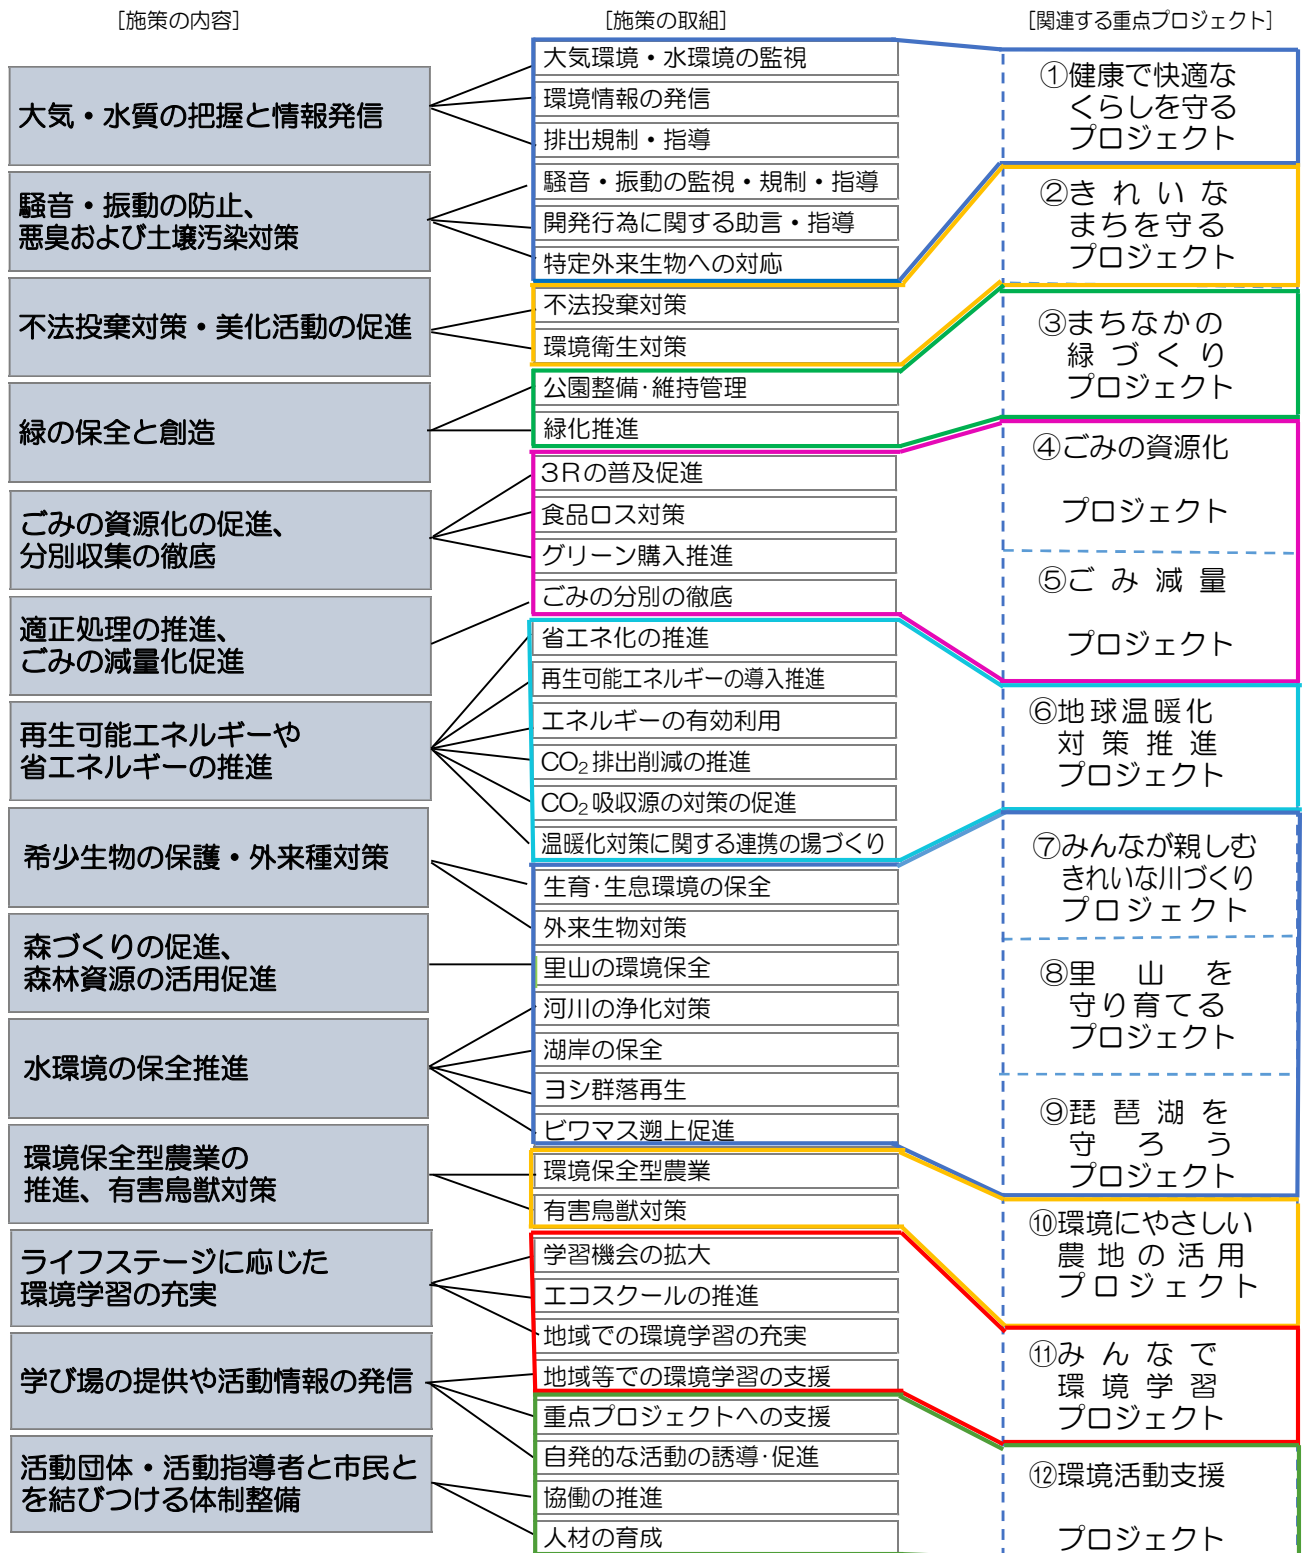 [施策の内容]
大気・水質の把握と情報発信
騒音・振動の防止、
悪臭および土壌汚染対策
不法投棄対策・美化活動の促進
緑の保全と創造
ごみの資源化の促進、
分別収集の徹底
適正処理の推進、
ごみの減量化促進
再生可能エネルギーや
省エネルギーの推進
希少生物の保護・外来種対策
森づくりの促進、
森林資源の活用促進
水環境の保全推進
環境保全型農業の
推進、有害鳥獣対策
ライフステージに応じた
環境学習の充実
学び場の提供や活動情報の発信
活動団体・活動指導者と市民と
を結びつける体制整備
[施策の取組]
大気環境・水環境の監視
環境情報の発信
排出規制・指導
騒音・振動の監視・規制・指導
開発行為に関する助言・指導
特定外来生物への対応
不法投棄対策
環境衛生対策
公園整備・維持管理
緑化推進
3Rの普及促進
食品ロス対策
グリーン購入推進
ごみの分別の徹底
省エネ化の推進
再生可能エネルギーの導入推進
エネルギーの有効利用
CO₂排出削減の推進
CO₂吸収源の対策の促進
温暖化対策に関する連携の場づくり
生育・生息環境の保全
外来生物対策
里山の環境保全
河川の浄化対策
湖岸の保全
ヨシ群落再生
ビワマス遡上促進
環境保全型農業
有害鳥獣対策
学習機会の拡大
エコスクールの推進
地域での環境学習の充実
地域等での環境学習の支援
重点プロジェクトへの支援
自発的な活動の誘導・促進
協働の推進
人材の育成
[関連する重点プロジェクト]
①健康で快適な
くらしを守る
プロジェクト
②きれいな
まちを守る
プロジェクト
③まちなかの
緑づくり
プロジェクト
④ごみの資源化
プロジェクト
⑤ごみ減量
プロジェクト
⑥地球温暖化
対策推進
プロジェクト
⑦みんなが親しむ
きれいな川づくり
プロジェクト
⑧里山を
守り育てる
プロジェクト
⑨琵琶湖を
守ろう
プロジェクト
⑩環境にやさしい
農地の活用
プロジェクト
⑪みんなで
環境学習
プロジェクト
⑫環境活動支援
プロジェクト